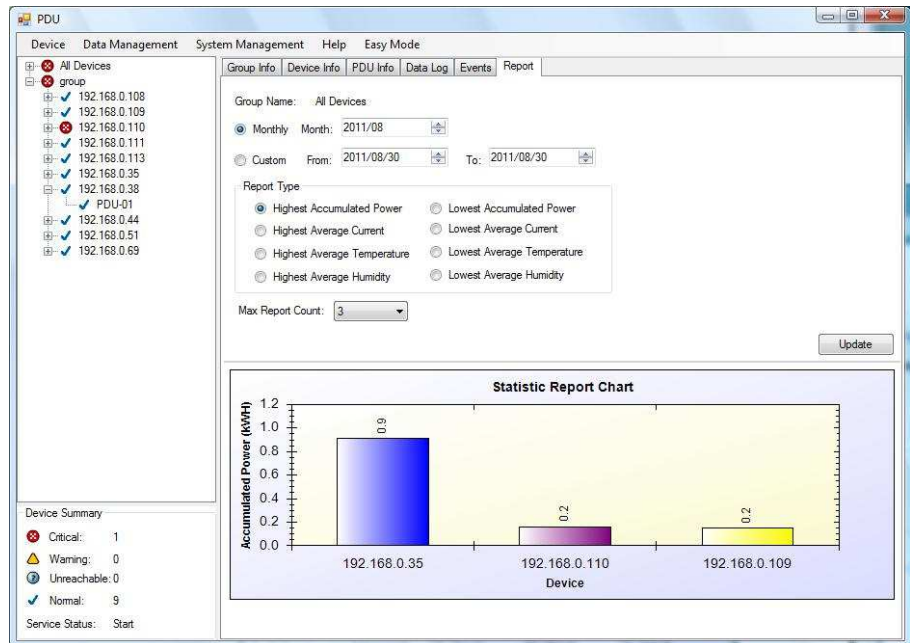 PDU
Device Data Management System Management Help Easy Mode
All Devices
group
192.168.0.108
192.168.0.109
192.168.0.110
192.168.0.111
192.168.0.113
192.168.0.35
192.168.0.38
PDU-01
192.168.0.44
192.168.0.51
192.168.0.69
Device Summary
Critical: 1
Warning: 0
Unreachable: 0
Normal: 9
Service Status: Start
Group Info Device Info PDU Info Data Log Events Report
Group Name: All Devices
Monthly Month: 2011/08
Custom From: 2011/08/30 To: 2011/08/30
Report Type
Highest Accumulated Power Lowest Accumulated Power
Highest Average Current Lowest Average Current
Highest Average Temperature Lowest Average Temperature
Highest Average Humidity Lowest Average Humidity
Max Report Count: 3
Update
Statistic Report Chart
Accumulated Power (KWH)
1.2
1.0
0.8
0.6
0.4
0.2
0.0
0.9
0.2
0.2
192.168.0.35 192.168.0.110 192.168.0.109
Device